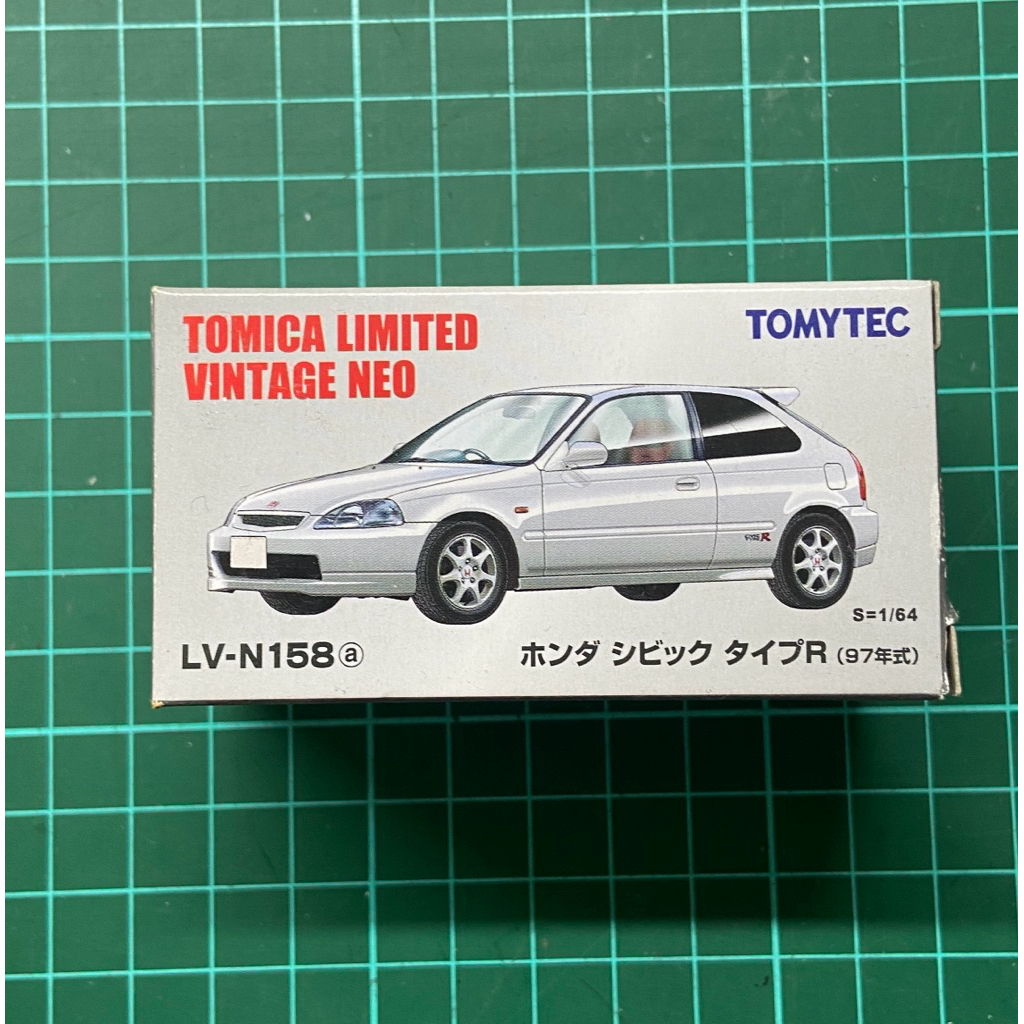 TOMICA LIMITED
VINTAGE NEO
TOMYTEC
TYPE R
S=1/64
LV-N158ⓐ
ホンダ シビック タイプR (97年式)